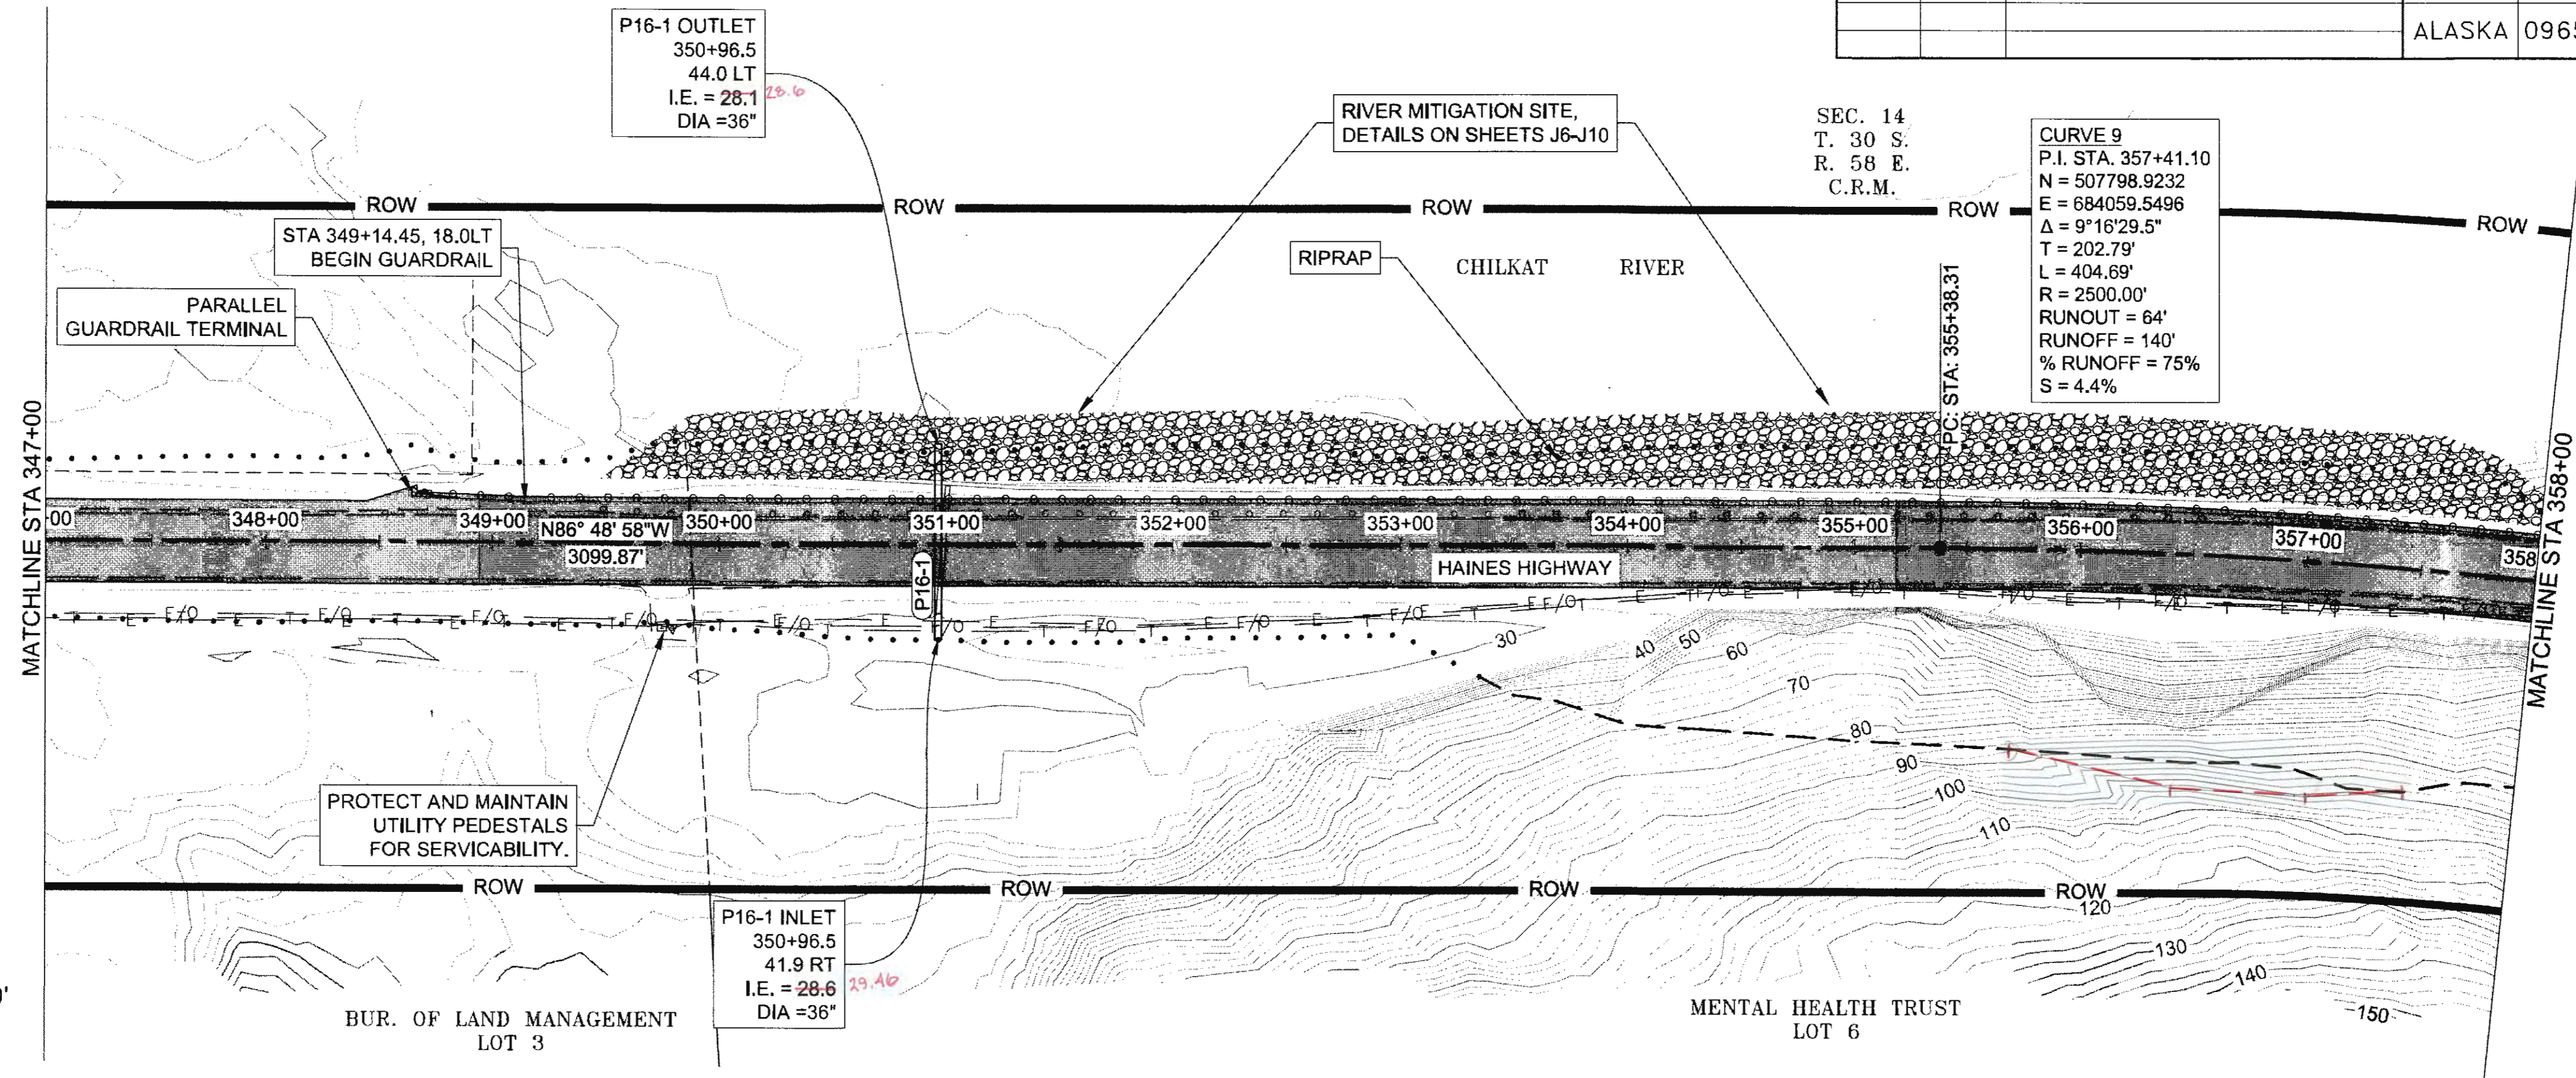 ALASKA 0965
P16-1 OUTLET
350+96.5
44.0 LT
I.E. = 28.1 28.6
DIA =36"
RIVER MITIGATION SITE,
DETAILS ON SHEETS J6-J10
SEC. 14
T. 30 S.
R. 58 E.
C.R.M.
CURVE 9
P.I. STA. 357+41.10
N = 507798.9232
E = 684059.5496
Δ = 9°16'29.5"
T = 202.79'
L = 404.69'
R = 2500.00'
RUNOUT = 64'
RUNOFF = 140'
% RUNOFF = 75%
S = 4.4%
ROW ROW ROW ROW ROW
STA 349+14.45, 18.0LT
BEGIN GUARDRAIL
RIPRAP
CHILKAT RIVER
PARALLEL
GUARDRAIL TERMINAL
PC: STA: 355+38.31
MATCHLINE STA 347+00
MATCHLINE STA 358+00
00 348+00 349+00 350+00 351+00 352+00 353+00 354+00 355+00 356+00 357+00 358
N86° 48' 58"W
3099.87'
HAINES HIGHWAY
P16-1
E F/O E T F/O T E F/O E T F/O T E F/O T E F/O E T F/O T E F/O E T E F/O T E T F/O E T F/O E T F/O E T F/O E T F/O
30
40
50
60
70
80
90
100
110
PROTECT AND MAINTAIN
UTILITY PEDESTALS
FOR SERVICABILITY.
ROW ROW ROW ROW
120
130
140
150
P16-1 INLET
350+96.5
41.9 RT
I.E. = 28.6 29.46
DIA =36"
BUR. OF LAND MANAGEMENT
LOT 3
MENTAL HEALTH TRUST
LOT 6